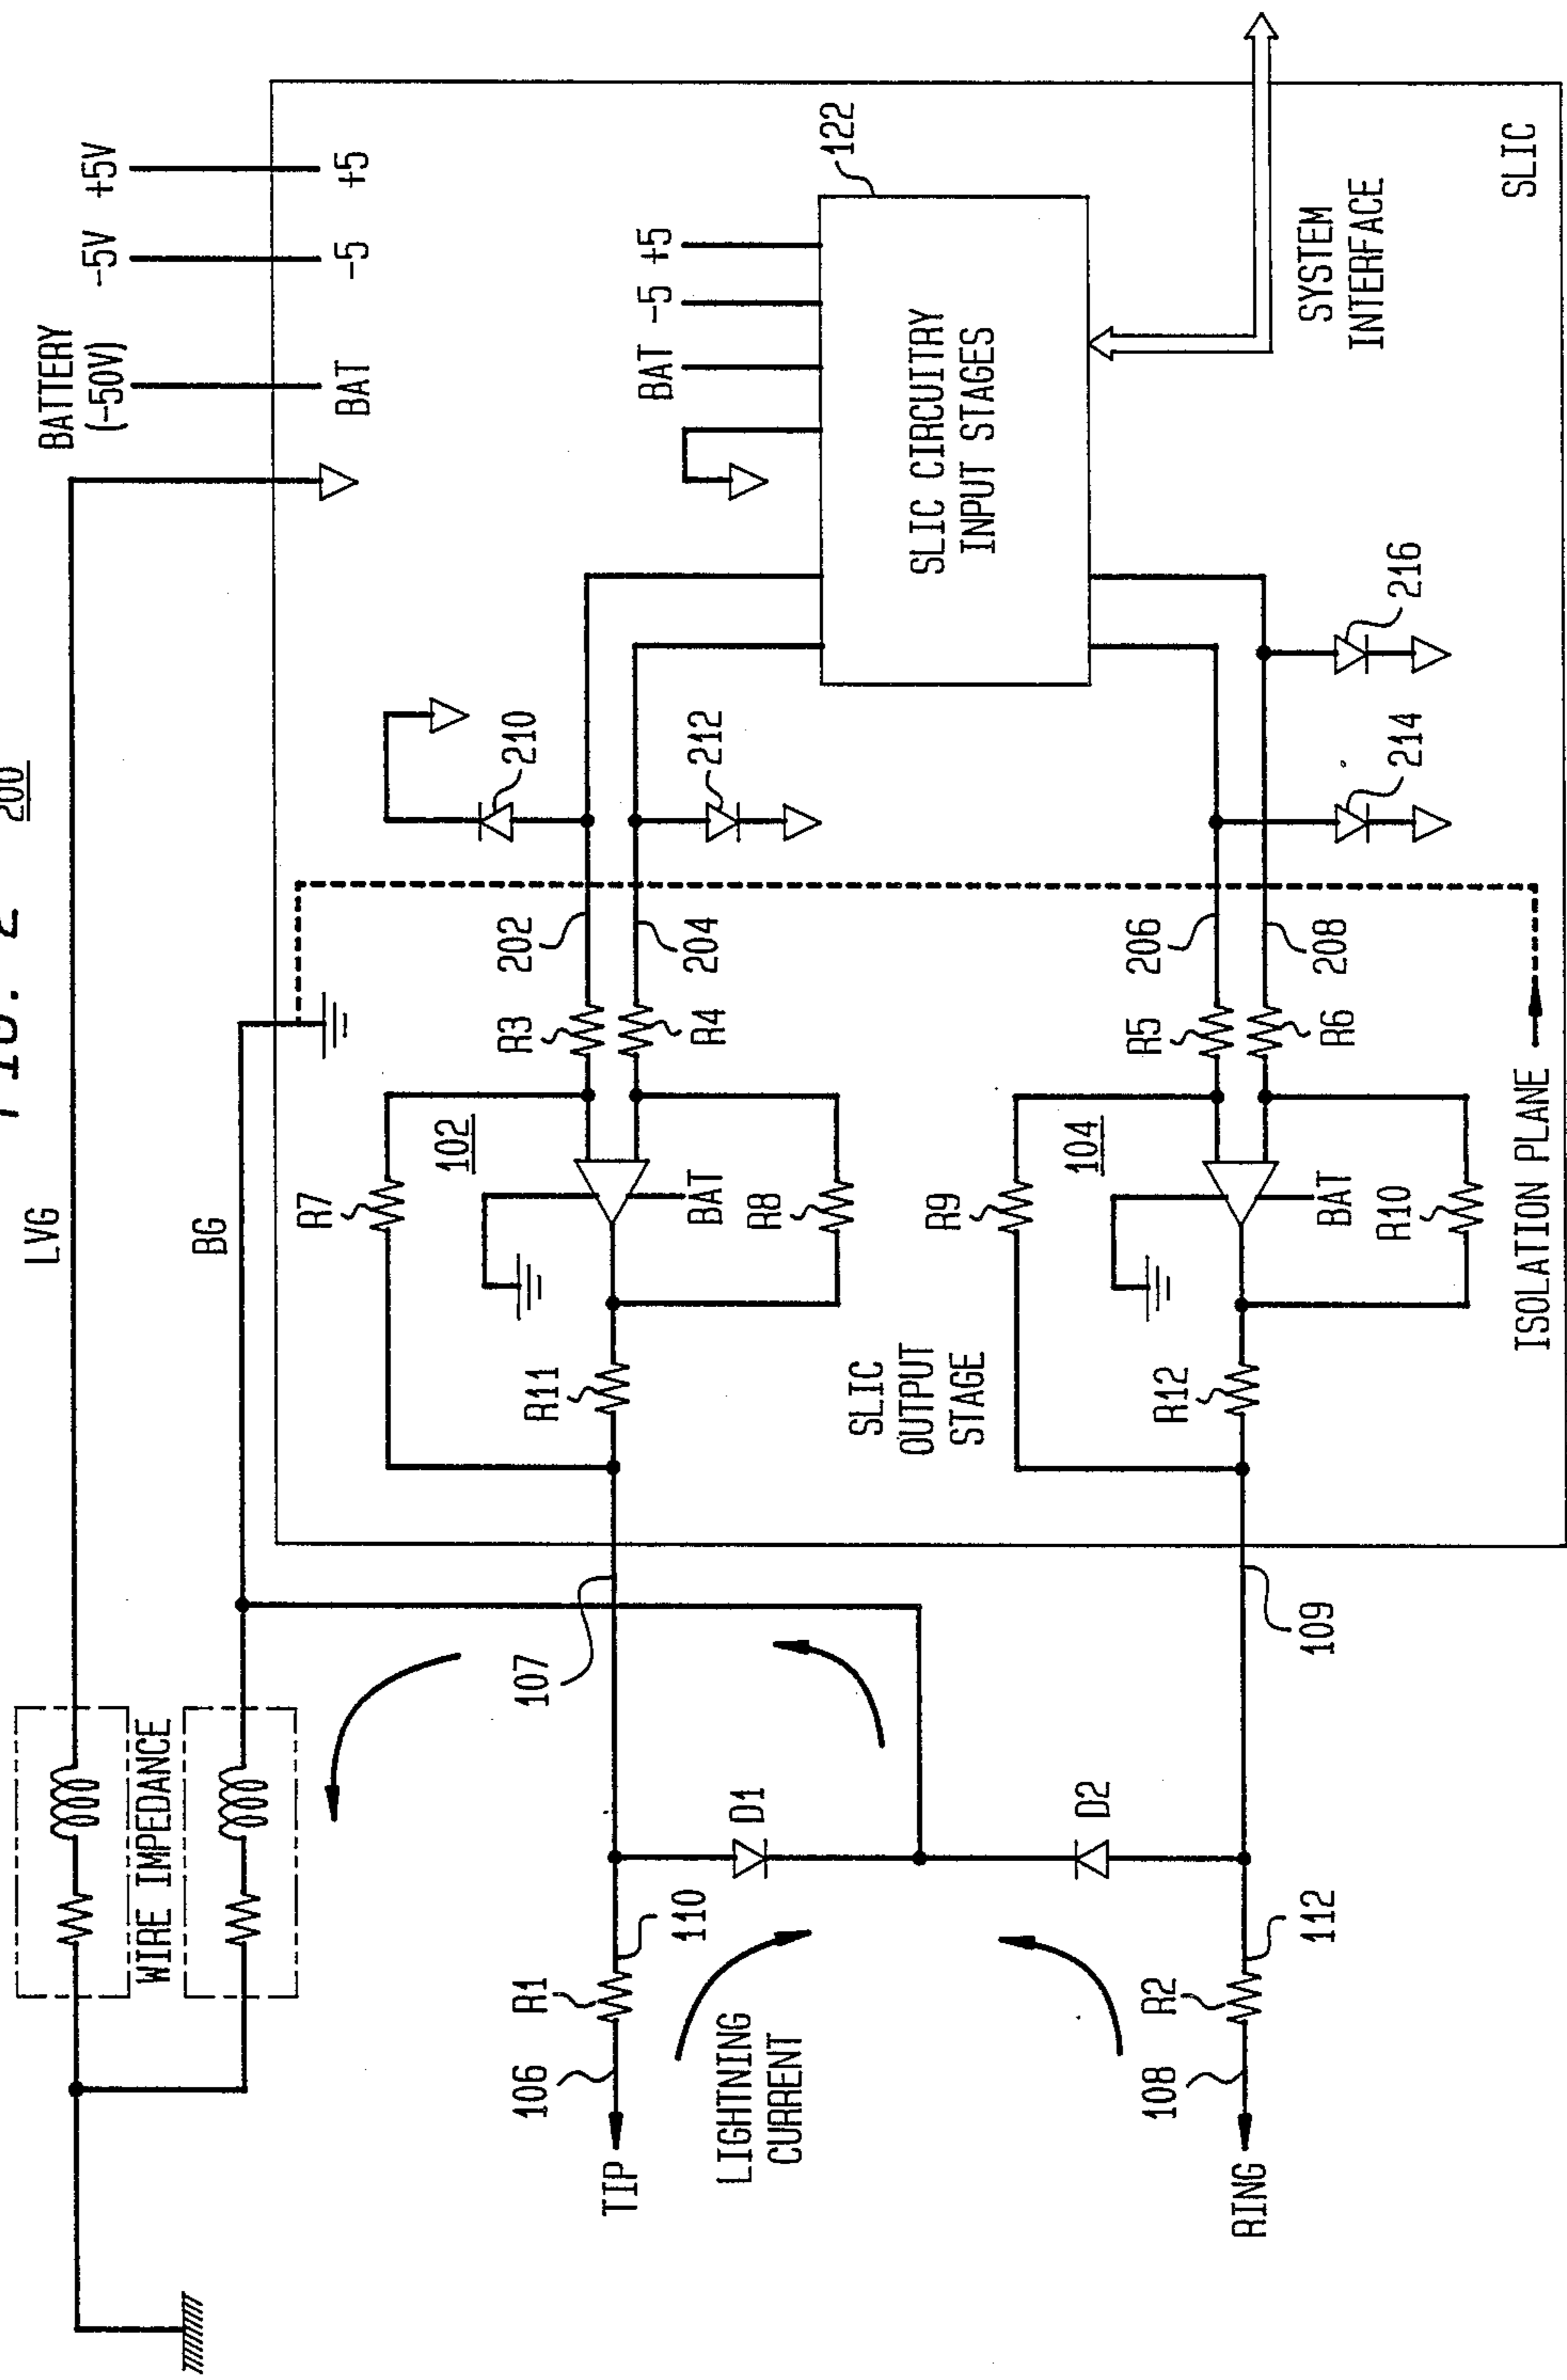 FIG. 2
200
LVG
BG
WIRE IMPEDANCE
BATTERY
(-50V)
-5V
+5V
BAT
-5
+5
R7
102
R3
202
210
BAT
-5
+5
122
R11
BAT
R8
R4
204
212
SLIC CIRCUITRY
INPUT STAGES
TIP
106
R1
110
107
D1
LIGHTNING
CURRENT
SLIC
OUTPUT
STAGE
D2
R9
104
R5
206
214
216
RING
108
R2
112
109
R12
BAT
R10
R6
208
SYSTEM
INTERFACE
ISOLATION PLANE
SLIC